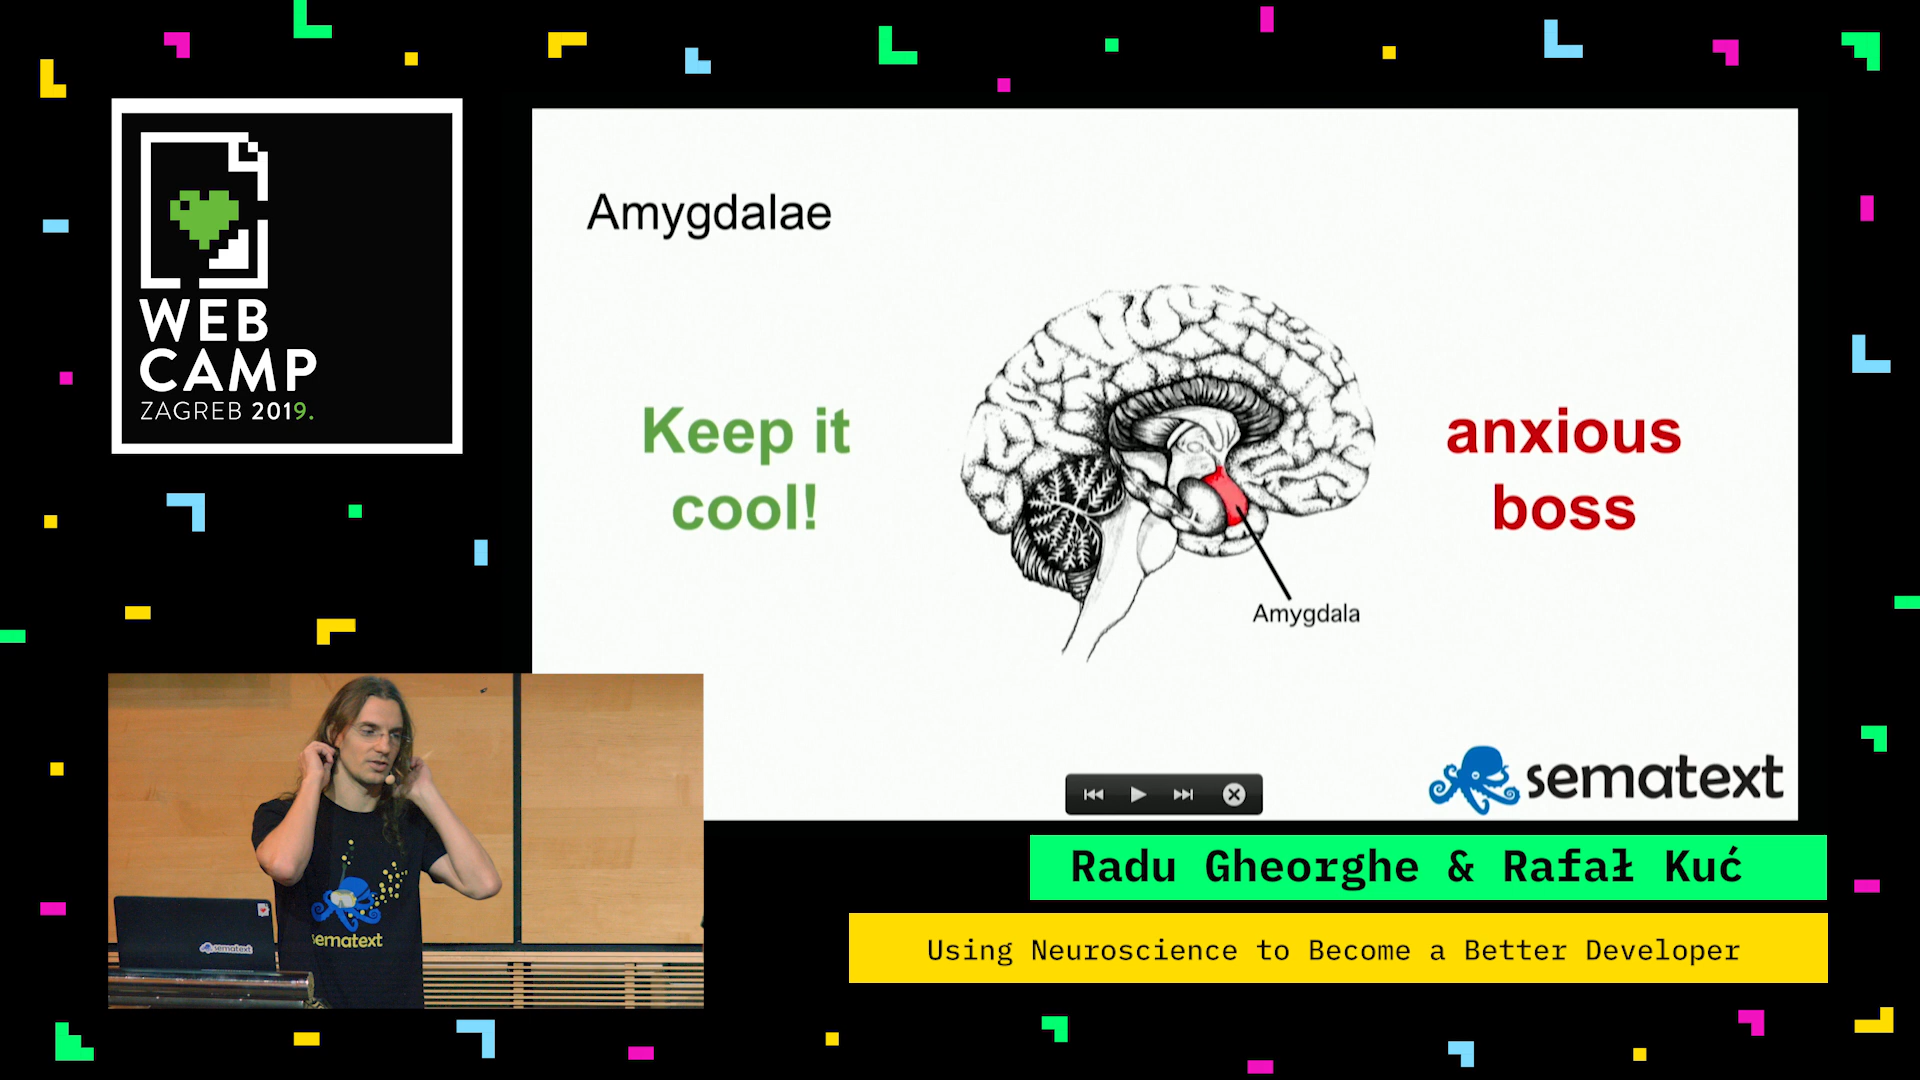 WEB
CAMP
ZAGREB 2019.
Amygdalae
Keep it
cool!
anxious
boss
Amygdala
sematext
sematext
sematext
Radu Gheorghe & Rafał Kuć
Using Neuroscience to Become a Better Developer